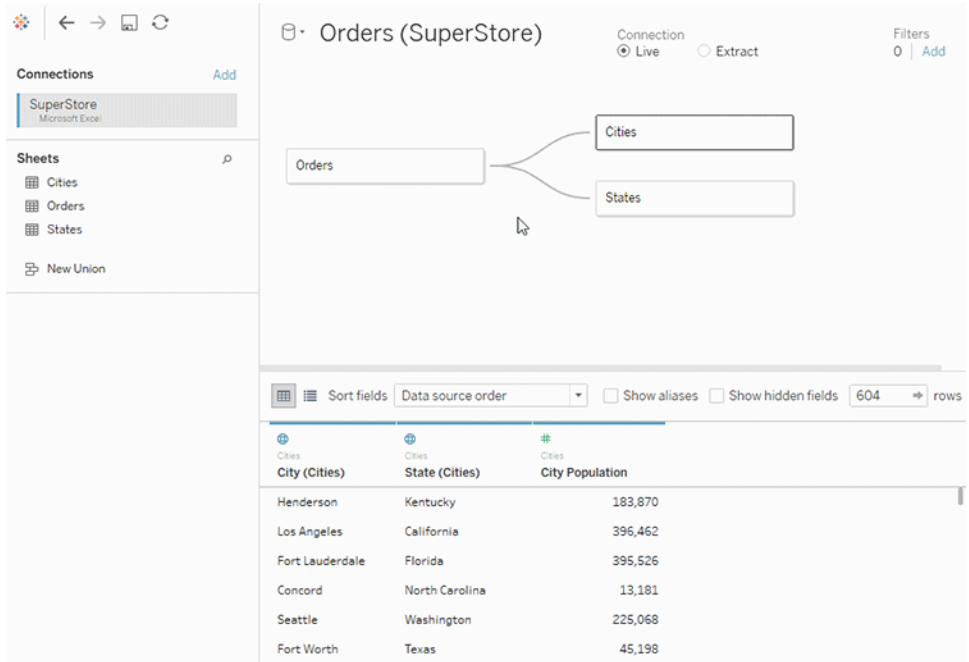 Orders (SuperStore)
Connection
Live
Extract
Filters
0 | Add
Connections
Add
SuperStore
Microsoft Excel
Sheets
Cities
Orders
States
New Union
Orders
Cities
States
Sort fields
Data source order
Show aliases
Show hidden fields
604
rows
Cities Cities Cities
City (Cities) State (Cities) City Population
Henderson Kentucky 183,870
Los Angeles California 396,462
Fort Lauderdale Florida 395,526
Concord North Carolina 13,181
Seattle Washington 225,068
Fort Worth Texas 45,198